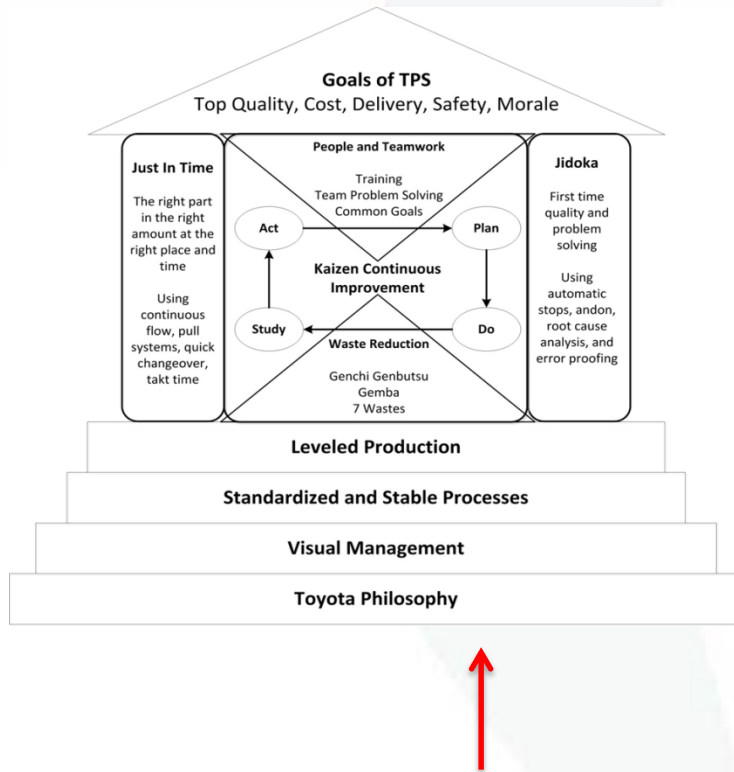 Goals of TPS
Top Quality, Cost, Delivery, Safety, Morale
Just In Time
The right part
in the right
amount at the
right place and
time
Using
continuous
flow, pull
systems, quick
changeover,
takt time
People and Teamwork
Training
Team Problem Solving
Common Goals
Act
Plan
Kaizen Continuous
Improvement
Study
Do
Waste Reduction
Genchi Genbutsu
Gemba
7 Wastes
Jidoka
First time
quality and
problem
solving
Using
automatic
stops, andon,
root cause
analysis, and
error proofing
Leveled Production
Standardized and Stable Processes
Visual Management
Toyota Philosophy